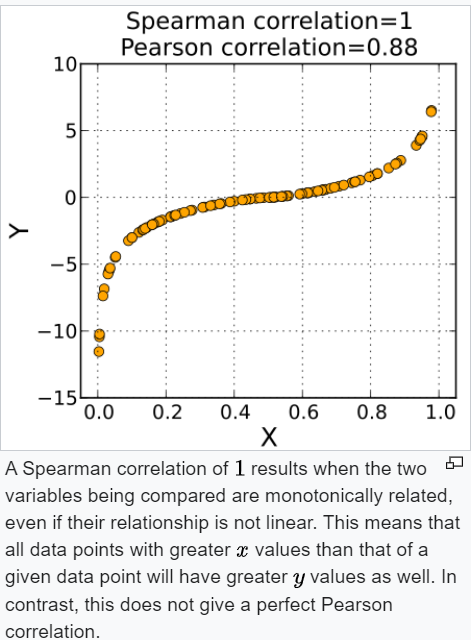 Spearman correlation=1
Pearson correlation=0.88
10
5
0
−5
−10
−15
Y
0.0 0.2 0.4 0.6 0.8 1.0
X
A Spearman correlation of 1 results when the two
variables being compared are monotonically related,
even if their relationship is not linear. This means that
all data points with greater x values than that of a
given data point will have greater y values as well. In
contrast, this does not give a perfect Pearson
correlation.